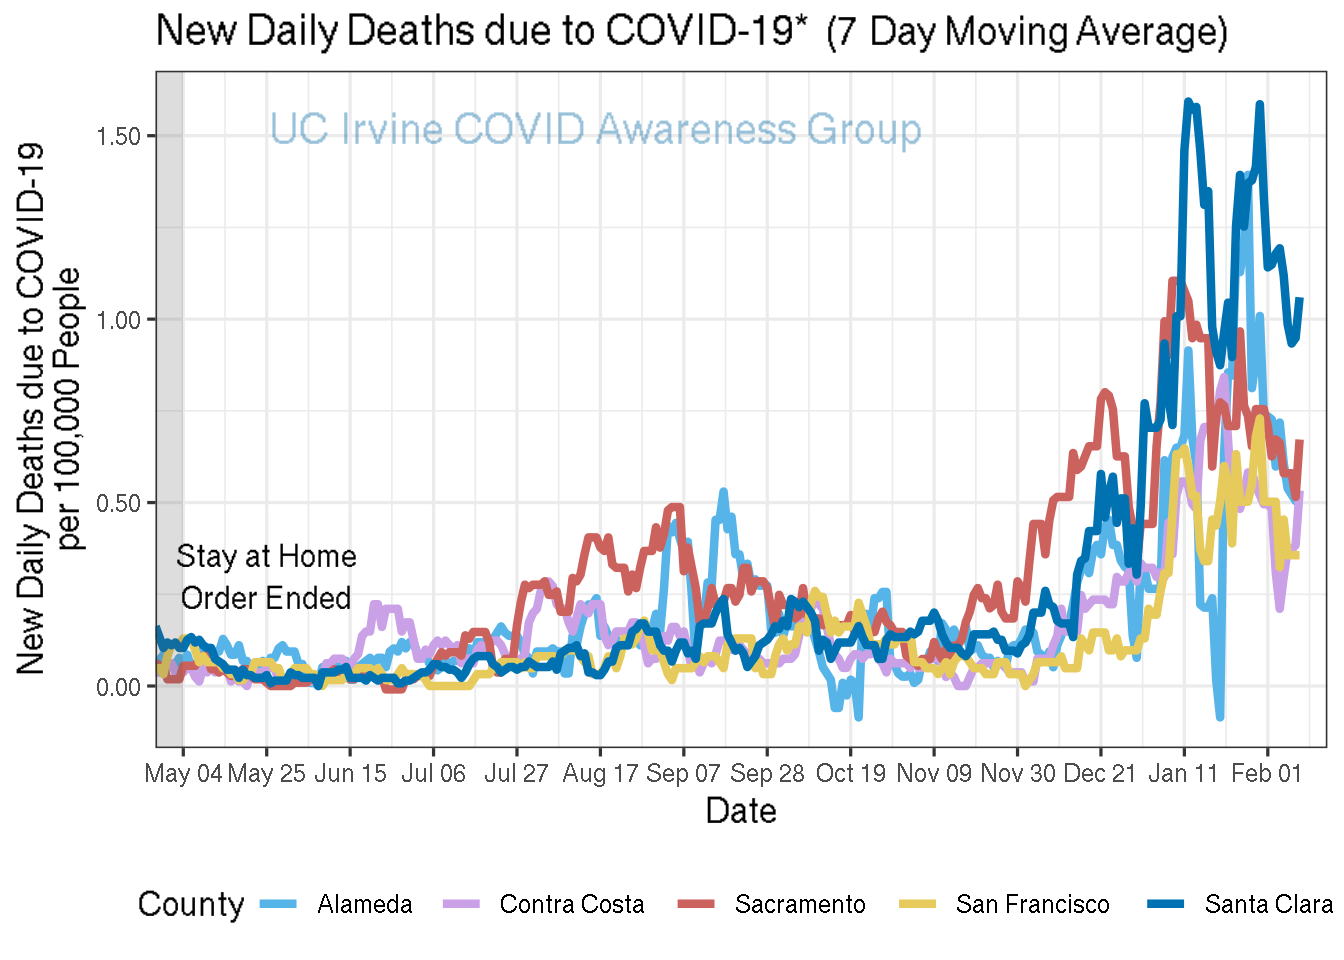 New Daily Deaths due to COVID-19* (7 Day Moving Average)
UC Irvine COVID Awareness Group
New Daily Deaths due to COVID-19
per 100,000 People
1.50
1.00
0.50
0.00
Stay at Home
Order Ended
May 04 May 25 Jun 15 Jul 06 Jul 27 Aug 17 Sep 07 Sep 28 Oct 19 Nov 09 Nov 30 Dec 21 Jan 11 Feb 01
Date
County Alameda Contra Costa Sacramento San Francisco Santa Clara